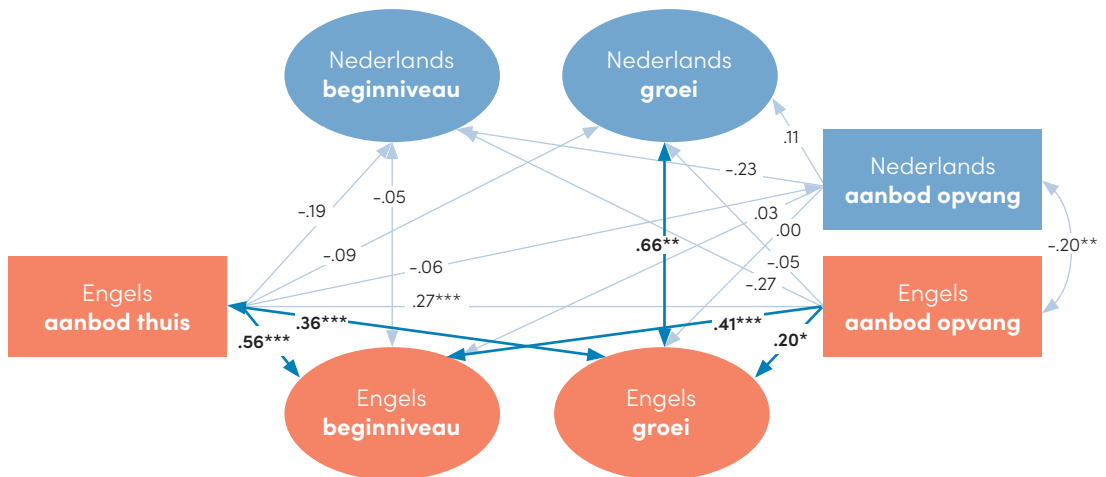 Nederlands
beginniveau
Nederlands
groei
.11
Nederlands
aanbod opvang
–.23
–.19
–.05
.03
.00
.66**
–.20**
–.09
–.06
–.05
–.27
Engels
aanbod thuis
.27***
Engels
aanbod opvang
.36***
.41***
.56***
.20*
Engels
beginniveau
Engels
groei